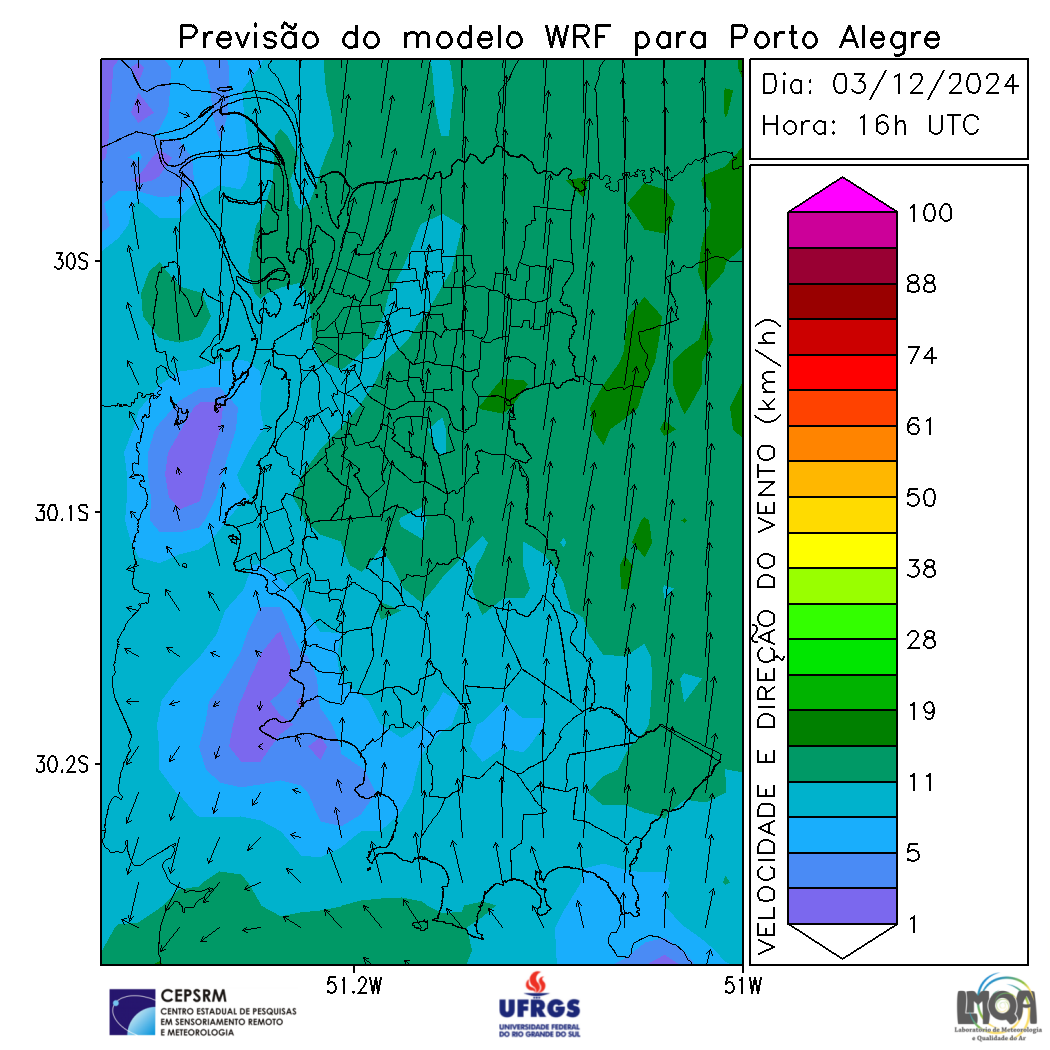 Previsão do modelo WRF para Porto Alegre
Dia: 03/12/2024
Hora: 16h UTC
30S
30.1S
30.2S
51.2W
51W
VELOCIDADE E DIREÇÃO DO VENTO (km/h)
100
88
74
61
50
38
28
19
11
5
1
CEPSRM
CENTRO ESTADUAL DE PESQUISAS
EM SENSORIAMENTO REMOTO
E METEOROLOGIA
UFRGS
UNIVERSIDADE FEDERAL
DO RIO GRANDE DO SUL
LMQA
Laboratório de Meteorologia
e Qualidade do Ar